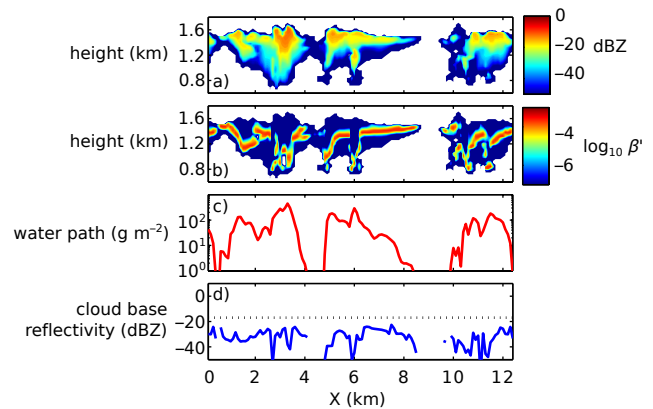 1.6
height (km)
1.2
0.8
a)
0
−20
dBZ
−40
1.6
height (km)
1.2
0.8
b)
−4
log10 β'
−6
c)
10²
water path (g m⁻²)
10¹
10⁰
d)
0
cloud base
reflectivity (dBZ)
−20
−40
0 2 4 6 8 10 12
X (km)